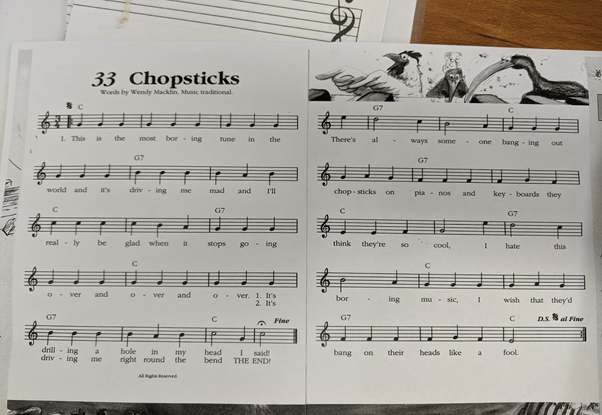 33 Chopsticks
Words by Wendy Macklin. Music traditional.
C
1. This is the most bor - ing tune in the
G7
world and it's driv - ing me mad and I'll
C G7
real - ly be glad when it stops go - ing
C
o - ver and o - ver and o - ver. 1. It's
2. It's
G7 C Fine
drill - ing a hole in my head I said!
driv - ing me right round the bend THE END!
All Rights Reserved.
G7 C
There's al - ways some - one bang - ing out
G7
chop - sticks on pia - nos and key - boards they
C G7
think they're so cool, I hate this
C
bor - ing mu - sic, I wish that they'd
G7 C D.S. al Fine
bang on their heads like a fool.